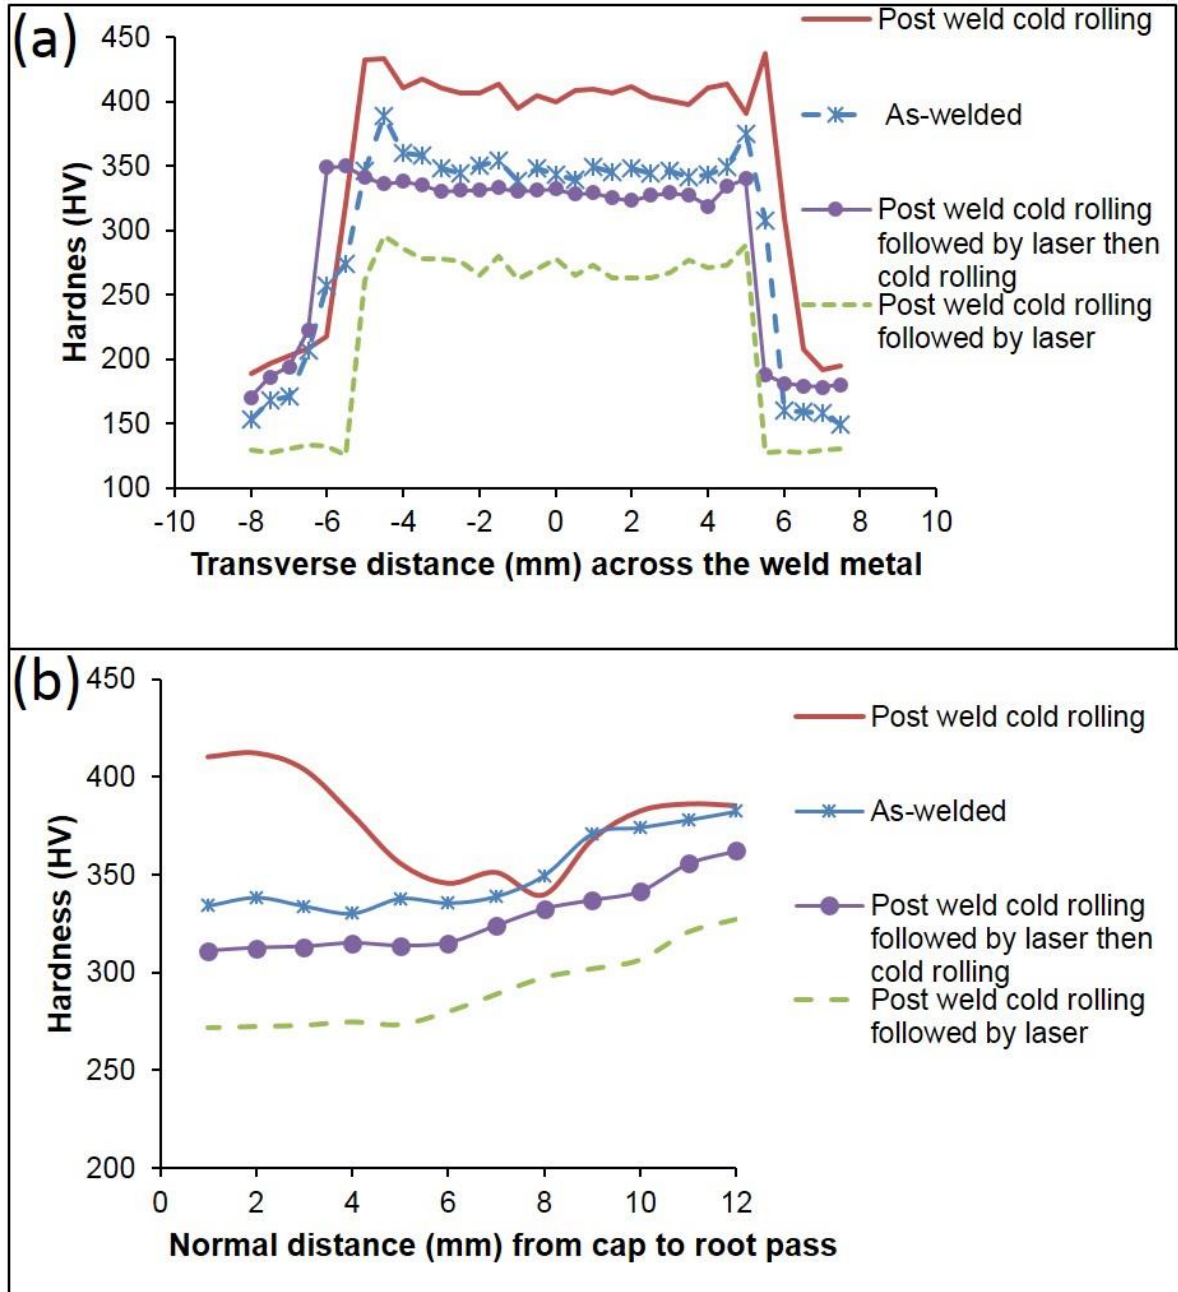 (a)
Hardnes (HV)
450
400
350
300
250
200
150
100
-10 -8 -6 -4 -2 0 2 4 6 8 10
Transverse distance (mm) across the weld metal
Post weld cold rolling
As-welded
Post weld cold rolling
followed by laser then
cold rolling
Post weld cold rolling
followed by laser
(b)
Hardness (HV)
450
400
350
300
250
200
0 2 4 6 8 10 12
Normal distance (mm) from cap to root pass
Post weld cold rolling
As-welded
Post weld cold rolling
followed by laser then
cold rolling
Post weld cold rolling
followed by laser